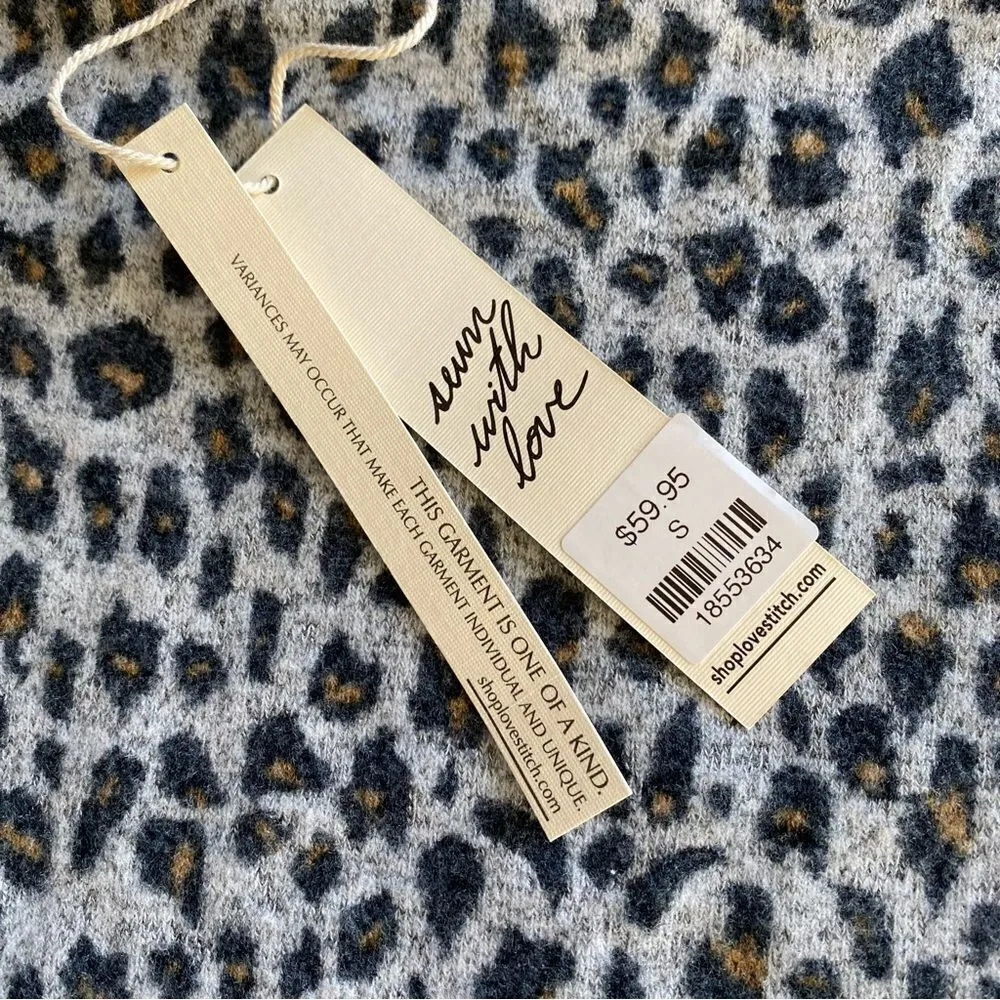 THIS GARMENT IS ONE OF A KIND.
VARIANCES MAY OCCUR THAT MAKE EACH GARMENT INDIVIDUAL AND UNIQUE.
shoplovestitch.com
sewn
with
love
$59.95
S
18553634
shoplovestitch.com